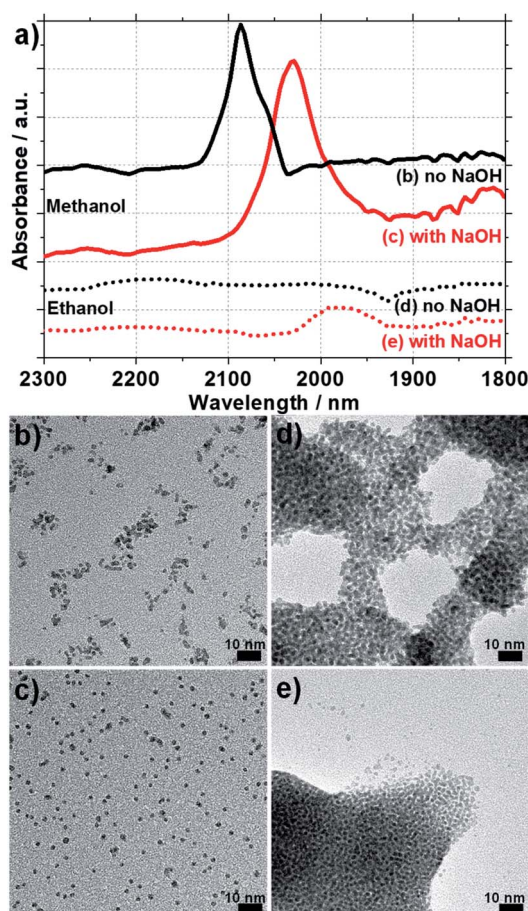 a)
Absorbance / a.u.
(b) no NaOH
Methanol
(c) with NaOH
Ethanol
(d) no NaOH
(e) with NaOH
2300 2200 2100 2000 1900 1800
Wavelength / nm
b)
10 nm
d)
10 nm
c)
10 nm
e)
10 nm